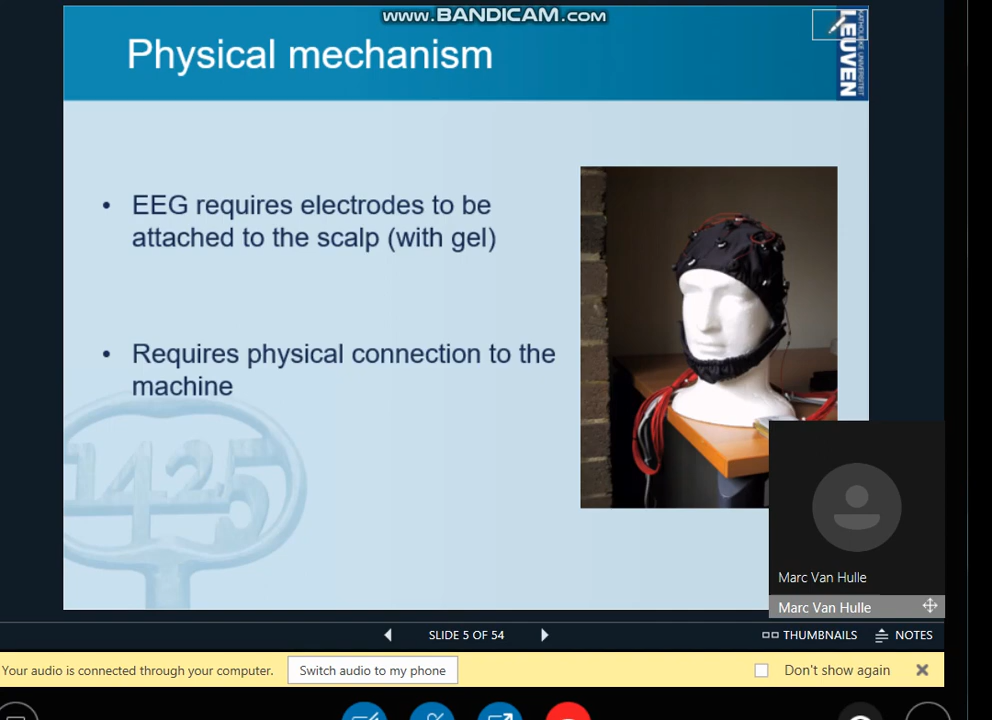 www.BANDICAM.com
Physical mechanism
KATHOLIEKE UNIVERSITEIT
LEUVEN
• EEG requires electrodes to be
attached to the scalp (with gel)
• Requires physical connection to the
machine
1425
Marc Van Hulle
Marc Van Hulle
SLIDE 5 OF 54
THUMBNAILS
NOTES
Your audio is connected through your computer.
Switch audio to my phone
Don't show again